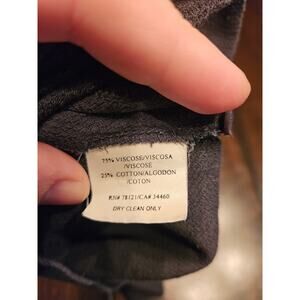 75% VISCOSE/VISCOSA
/VISCOSE
25% COTTON/ALGODON
/COTON
RN# 78121/CA# 34460
DRY CLEAN ONLY